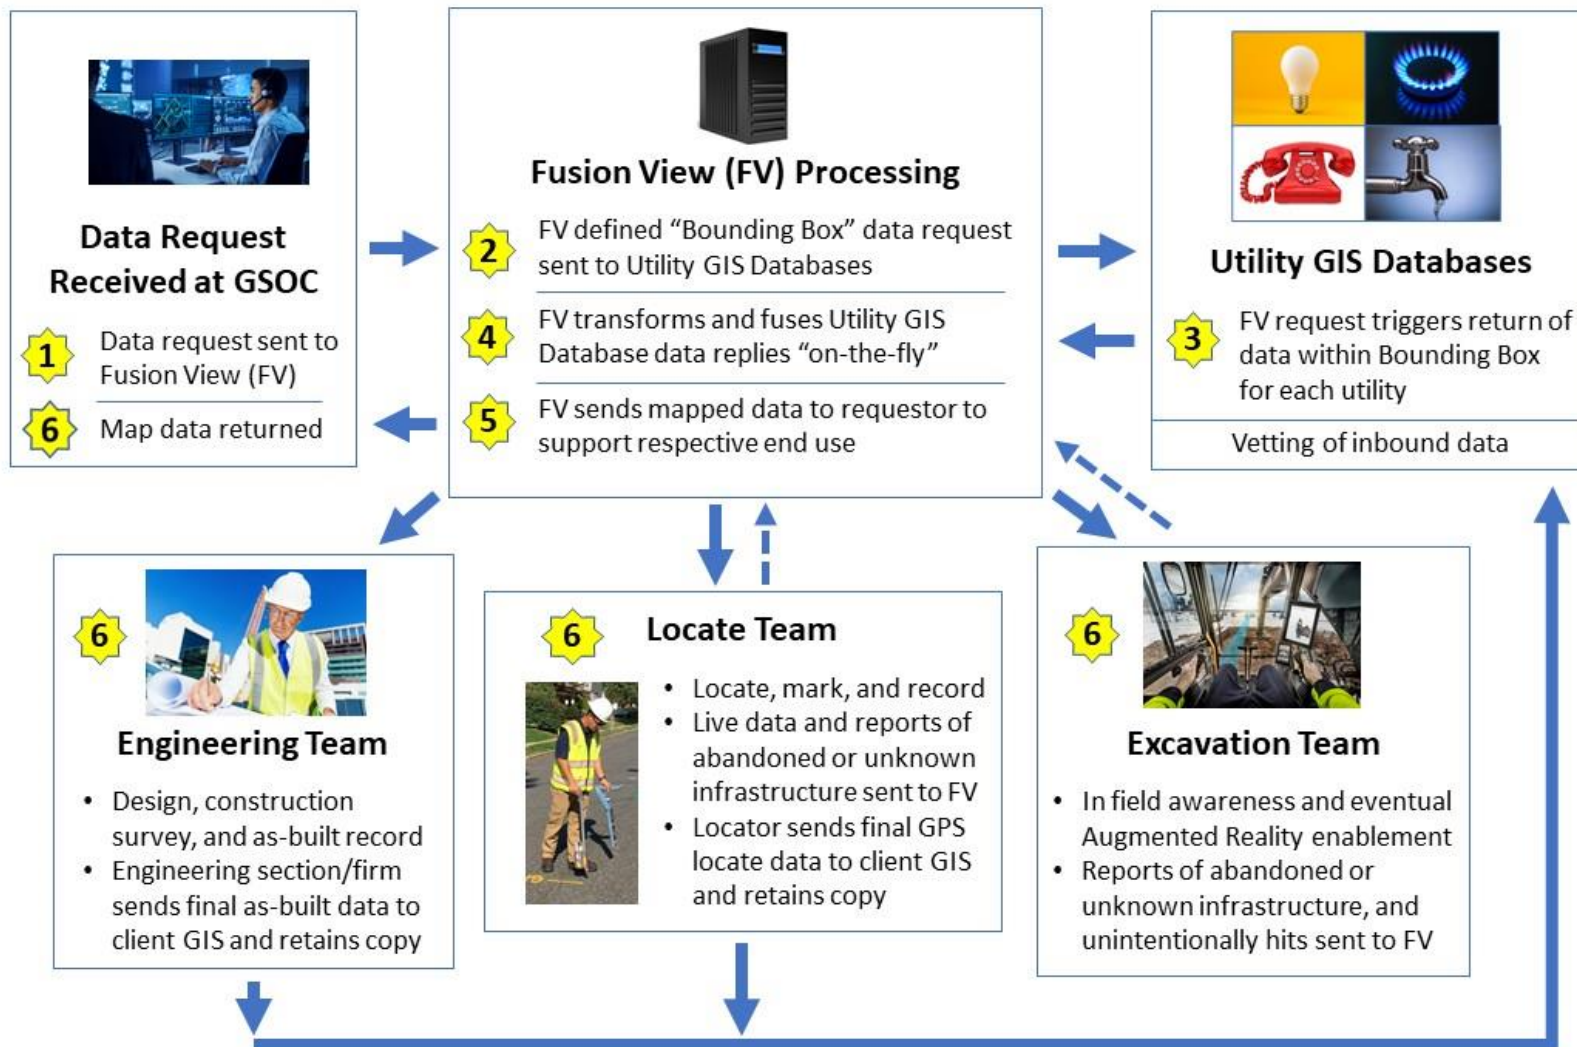 Data Request
Received at GSOC
1
Data request sent to
Fusion View (FV)
6
Map data returned
Fusion View (FV) Processing
2
FV defined “Bounding Box” data request
sent to Utility GIS Databases
4
FV transforms and fuses Utility GIS
Database data replies “on-the-fly”
5
FV sends mapped data to requestor to
support respective end use
Utility GIS Databases
3
FV request triggers return of
data within Bounding Box
for each utility
Vetting of inbound data
6
Engineering Team
• Design, construction
survey, and as-built record
• Engineering section/firm
sends final as-built data to
client GIS and retains copy
6
Locate Team
• Locate, mark, and record
• Live data and reports of
abandoned or unknown
infrastructure sent to FV
• Locator sends final GPS
locate data to client GIS
and retains copy
6
Excavation Team
• In field awareness and eventual
Augmented Reality enablement
• Reports of abandoned or
unknown infrastructure, and
unintentionally hits sent to FV